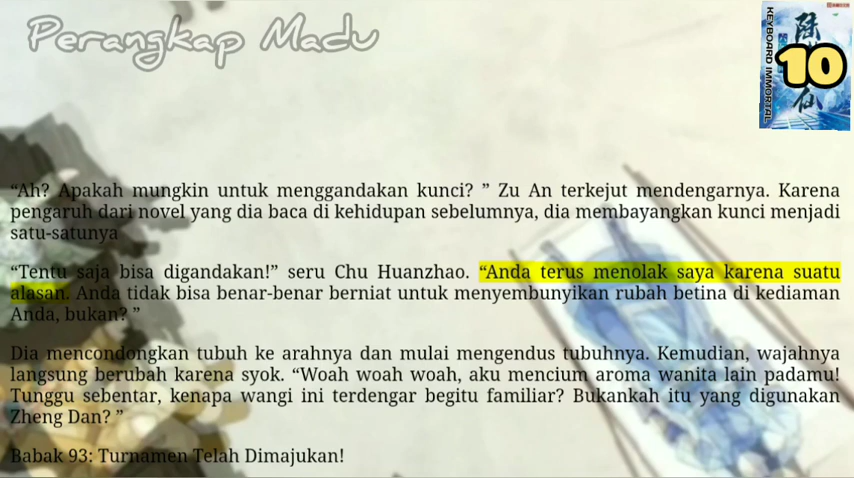 Perangkap Madu
KEYBOARD IMMORTAL
10
“Ah? Apakah mungkin untuk menggandakan kunci? ” Zu An terkejut mendengarnya. Karena
pengaruh dari novel yang dia baca di kehidupan sebelumnya, dia membayangkan kunci menjadi
satu-satunya
“Tentu saja bisa digandakan!” seru Chu Huanzhao. “Anda terus menolak saya karena suatu
alasan. Anda tidak bisa benar-benar berniat untuk menyembunyikan rubah betina di kediaman
Anda, bukan? ”
Dia mencondongkan tubuh ke arahnya dan mulai mengendus tubuhnya. Kemudian, wajahnya
langsung berubah karena syok. “Woah woah woah, aku mencium aroma wanita lain padamu!
Tunggu sebentar, kenapa wangi ini terdengar begitu familiar? Bukankah itu yang digunakan
Zheng Dan? ”
Babak 93: Turnamen Telah Dimajukan!